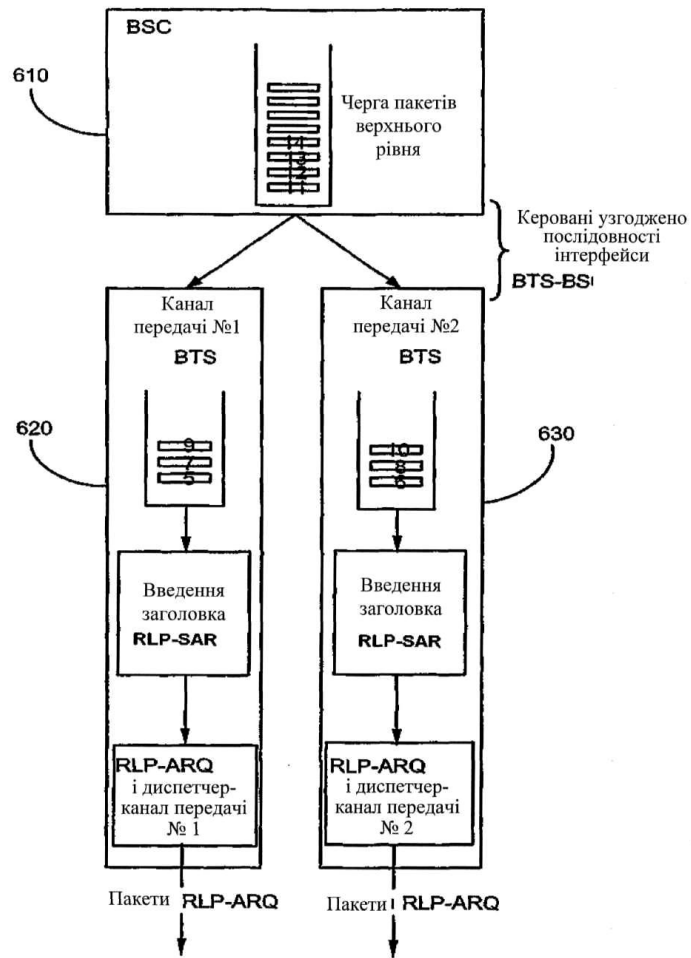 BSC
610
Черга пакетів
верхнього
рівня
14
13
12
11
Керовані узгоджено
послідовності
інтерфейси
BTS-BS
Канал
передачі №1
BTS
Канал
передачі №2
BTS
620
630
9
7
5
10
8
6
Введення
заголовка
RLP-SAR
Введення
заголовка
RLP-SAR
RLP-ARQ
і диспетчер-
канал передачі
№ 1
RLP-ARQ
і диспетчер-
канал передачі
№ 2
Пакети RLP-ARQ
Пакети RLP-ARQ